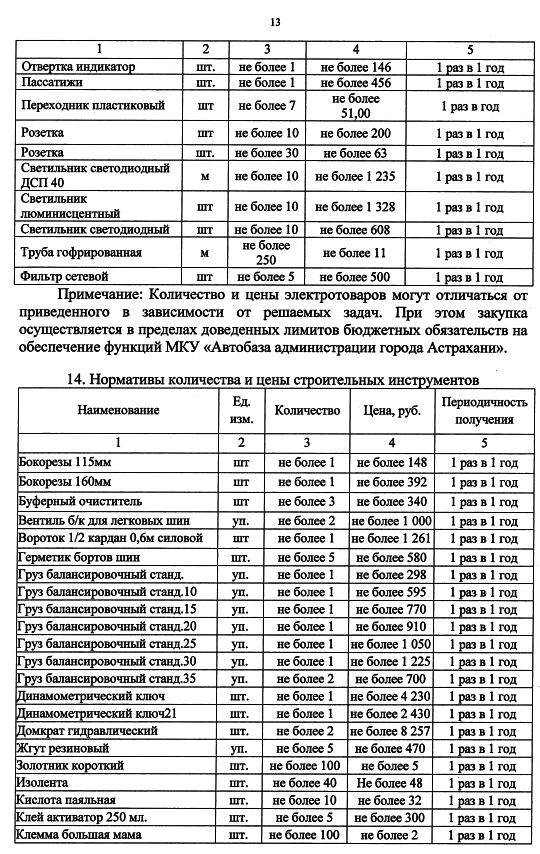 13
1 2 3 4 5
Отвертка индикатор шт. не более 1 не более 146 1 раз в 1 год
Пассатижи шт. не более 1 не более 456 1 раз в 1 год
Переходник пластиковый шт не более 7 не более 51,00 1 раз в 1 год
Розетка шт не более 10 не более 200 1 раз в 1 год
Розетка шт. не более 30 не более 63 1 раз в 1 год
Светильник светодиодный
ДСП 40 м не более 10 не более 1 235 1 раз в 1 год
Светильник
люминисцентный шт не более 10 не более 1 328 1 раз в 1 год
Светильник светодиодный шт не более 10 не более 608 1 раз в 1 год
Труба гофрированная м не более 250 не более 11 1 раз в 1 год
Фильтр сетевой шт не более 5 не более 500 1 раз в 1 год
Примечание: Количество и цены электротоваров могут отличаться от
приведенного в зависимости от решаемых задач. При этом закупка
осуществляется в пределах доведенных лимитов бюджетных обязательств на
обеспечение функций МКУ «Автобаза администрации города Астрахани».
14. Нормативы количества и цены строительных инструментов
Наименование Ед. изм. Количество Цена, руб. Периодичность получения
1 2 3 4 5
Бокорезы 115мм шт не более 1 не более 148 1 раз в 1 год
Бокорезы 160мм шт не более 1 не более 392 1 раз в 1 год
Буферный очиститель шт не более 3 не более 340 1 раз в 1 год
Вентиль б/к для легковых шин уп. не более 2 не более 1 000 1 раз в 1 год
Вороток 1/2 кардан 0,6м силовой шт не более 1 не более 1 261 1 раз в 1 год
Герметик бортов шин шт. не более 5 не более 580 1 раз в 1 год
Груз балансировочный станд. уп. не более 1 не более 298 1 раз в 1 год
Груз балансировочный станд.10 уп. не более 1 не более 595 1 раз в 1 год
Груз балансировочный станд.15 уп. не более 1 не более 770 1 раз в 1 год
Груз балансировочный станд.20 уп. не более 1 не более 910 1 раз в 1 год
Груз балансировочный станд.25 уп. не более 1 не более 1 050 1 раз в 1 год
Груз балансировочный станд.30 уп. не более 1 не более 1 225 1 раз в 1 год
Груз балансировочный станд.35 уп. не более 2 не более 700 1 раз в 1 год
Динамометрический ключ шт. не более 1 не более 4 230 1 раз в 1 год
Динамометрический ключ21 шт. не более 1 не более 2 430 1 раз в 1 год
Домкрат гидравлический шт. не более 2 не более 8 257 1 раз в 1 год
Жгут резиновый уп. не более 5 не более 470 1 раз в 1 год
Золотник короткий шт. не более 100 не более 5 1 раз в 1 год
Изолента шт. не более 40 Не более 48 1 раз в 1 год
Кислота паяльная шт. не более 10 не более 32 1 раз в 1 год
Клей активатор 250 мл. шт. не более 5 не более 300 1 раз в 1 год
Клемма большая мама шт. не более 100 не более 2 1 раз в 1 год